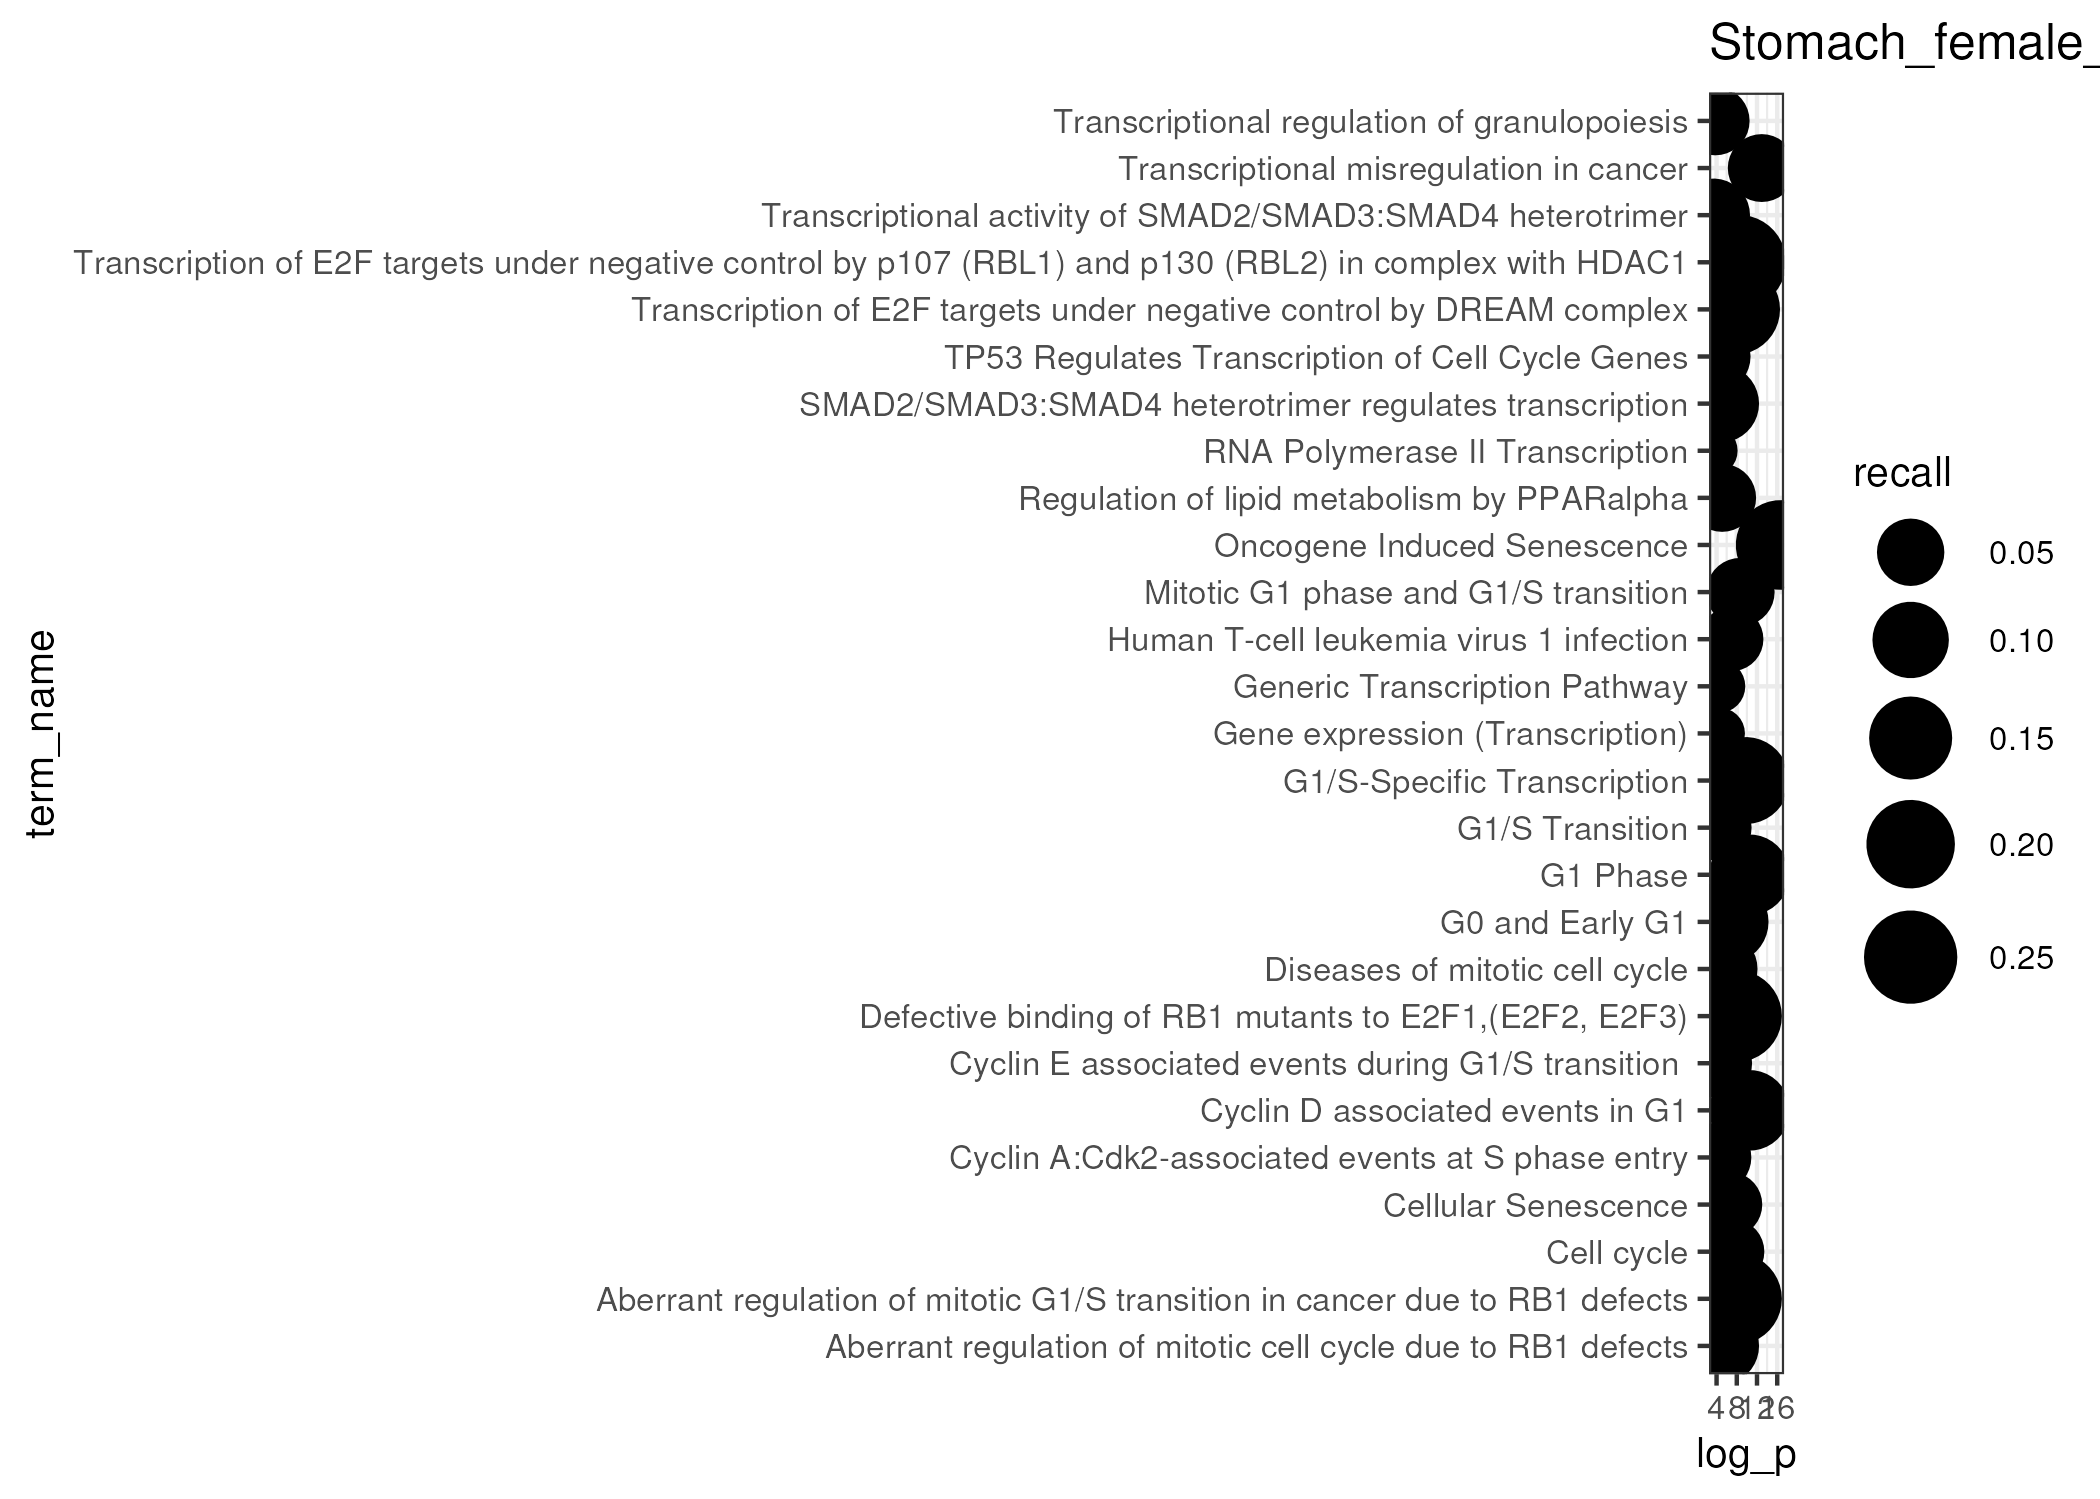 Stomach_female_
Transcriptional regulation of granulopoiesis
Transcriptional misregulation in cancer
Transcriptional activity of SMAD2/SMAD3:SMAD4 heterotrimer
Transcription of E2F targets under negative control by p107 (RBL1) and p130 (RBL2) in complex with HDAC1
Transcription of E2F targets under negative control by DREAM complex
TP53 Regulates Transcription of Cell Cycle Genes
SMAD2/SMAD3:SMAD4 heterotrimer regulates transcription
RNA Polymerase II Transcription
Regulation of lipid metabolism by PPARalpha
Oncogene Induced Senescence
Mitotic G1 phase and G1/S transition
Human T-cell leukemia virus 1 infection
Generic Transcription Pathway
Gene expression (Transcription)
G1/S-Specific Transcription
G1/S Transition
G1 Phase
G0 and Early G1
Diseases of mitotic cell cycle
Defective binding of RB1 mutants to E2F1,(E2F2, E2F3)
Cyclin E associated events during G1/S transition
Cyclin D associated events in G1
Cyclin A:Cdk2-associated events at S phase entry
Cellular Senescence
Cell cycle
Aberrant regulation of mitotic G1/S transition in cancer due to RB1 defects
Aberrant regulation of mitotic cell cycle due to RB1 defects
term_name
4 8 12 16
log_p
recall
0.05
0.10
0.15
0.20
0.25